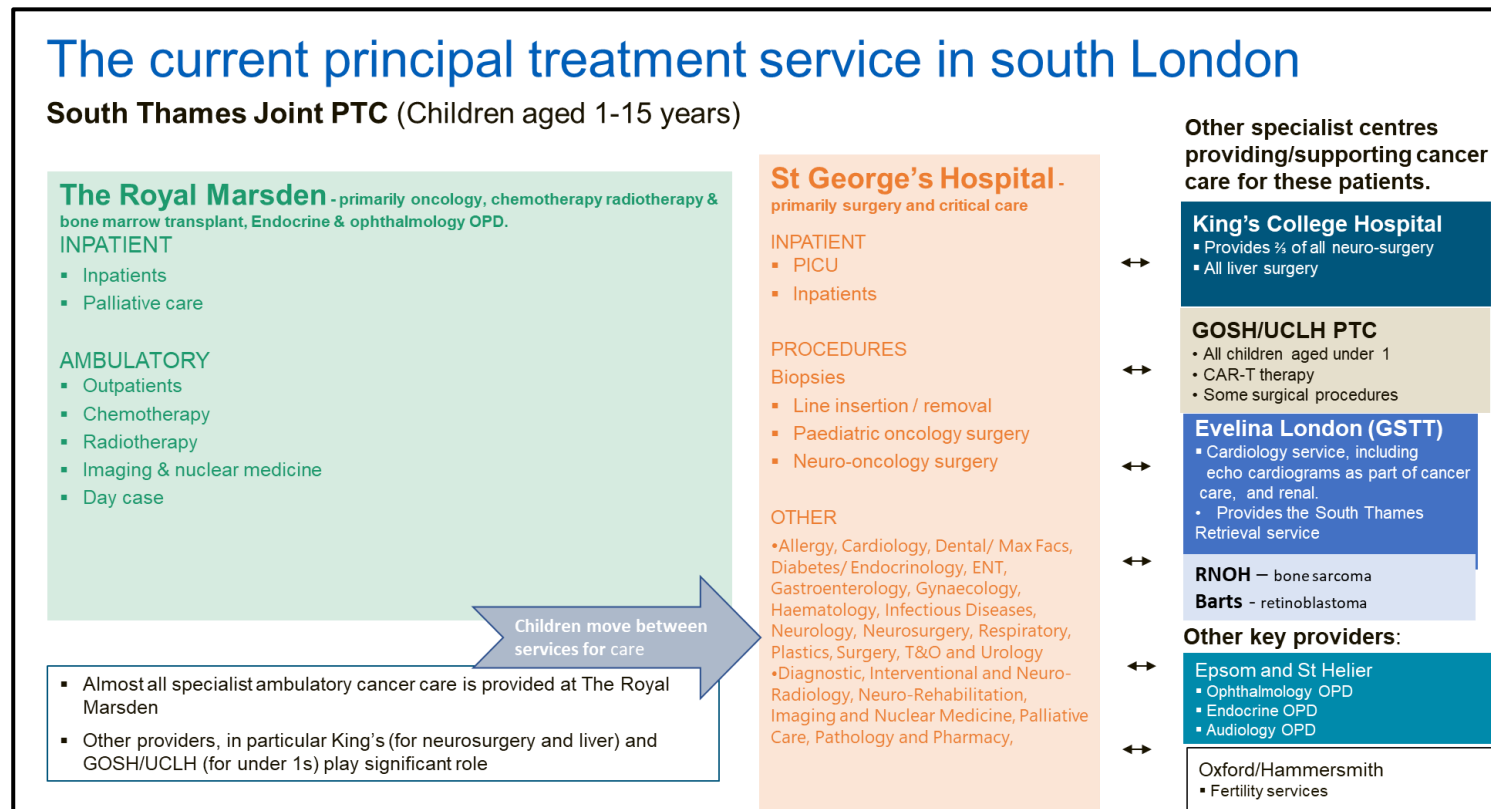 The current principal treatment service in south London
South Thames Joint PTC (Children aged 1-15 years)
The Royal Marsden - primarily oncology, chemotherapy radiotherapy &
bone marrow transplant, Endocrine & ophthalmology OPD.
INPATIENT
▪ Inpatients
▪ Palliative care
AMBULATORY
▪ Outpatients
▪ Chemotherapy
▪ Radiotherapy
▪ Imaging & nuclear medicine
▪ Day case
Children move between
services for care
▪ Almost all specialist ambulatory cancer care is provided at The Royal
Marsden
▪ Other providers, in particular King's (for neurosurgery and liver) and
GOSH/UCLH (for under 1s) play significant role
St George's Hospital -
primarily surgery and critical care
INPATIENT
▪ PICU
▪ Inpatients
PROCEDURES
Biopsies
▪ Line insertion / removal
▪ Paediatric oncology surgery
▪ Neuro-oncology surgery
OTHER
•Allergy, Cardiology, Dental/ Max Facs,
Diabetes/ Endocrinology, ENT,
Gastroenterology, Gynaecology,
Haematology, Infectious Diseases,
Neurology, Neurosurgery, Respiratory,
Plastics, Surgery, T&O and Urology
•Diagnostic, Interventional and Neuro-
Radiology, Neuro-Rehabilitation,
Imaging and Nuclear Medicine, Palliative
Care, Pathology and Pharmacy,
Other specialist centres
providing/supporting cancer
care for these patients.
King's College Hospital
▪ Provides ⅔ of all neuro-surgery
▪ All liver surgery
GOSH/UCLH PTC
• All children aged under 1
• CAR-T therapy
• Some surgical procedures
Evelina London (GSTT)
▪ Cardiology service, including
echo cardiograms as part of cancer
care, and renal.
• Provides the South Thames
Retrieval service
RNOH – bone sarcoma
Barts - retinoblastoma
Other key providers:
Epsom and St Helier
▪ Ophthalmology OPD
▪ Endocrine OPD
▪ Audiology OPD
Oxford/Hammersmith
▪ Fertility services